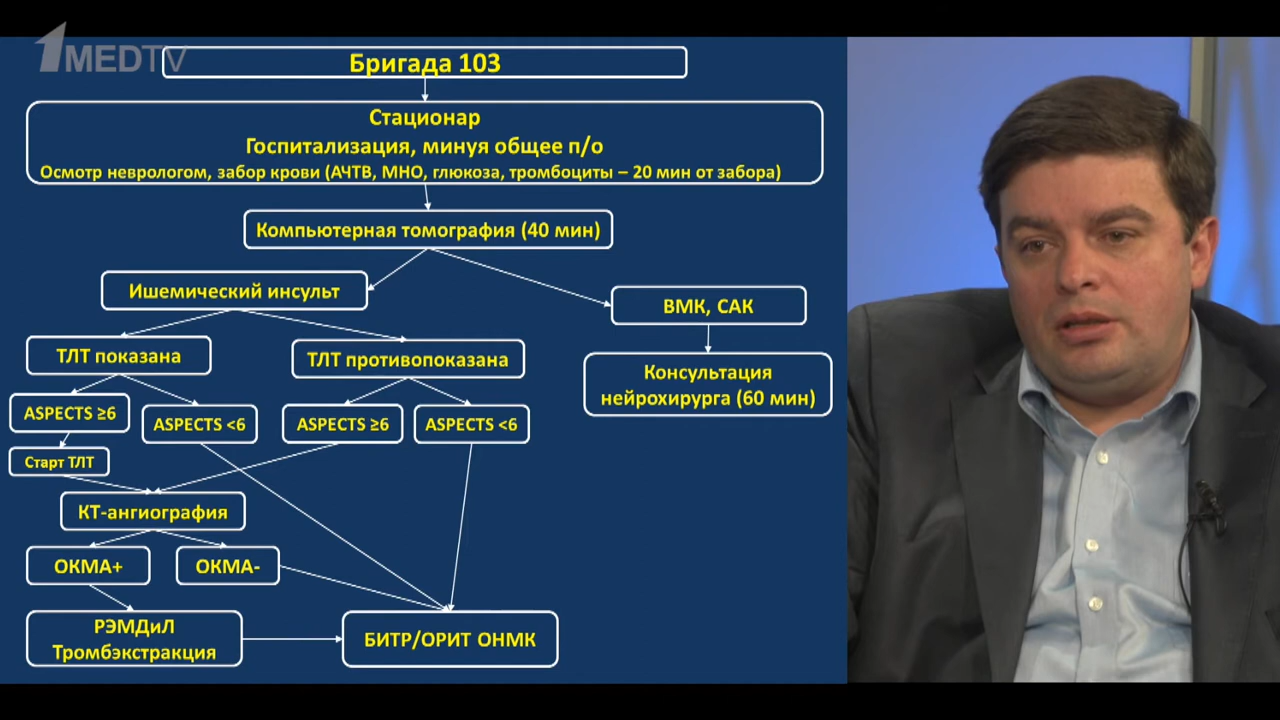 1MEDTV
Бригада 103
Стационар
Госпитализация, минуя общее п/о
Осмотр неврологом, забор крови (АЧТВ, МНО, глюкоза, тромбоциты – 20 мин от забора)
Компьютерная томография (40 мин)
Ишемический инсульт
ВМК, САК
ТЛТ показана
ТЛТ противопоказана
Консультация
нейрохирурга (60 мин)
ASPECTS ≥6
ASPECTS <6
ASPECTS ≥6
ASPECTS <6
Старт ТЛТ
КТ-ангиография
ОКМА+
ОКМА-
РЭМДиЛ
Тромбэкстракция
БИТР/ОРИТ ОНМК